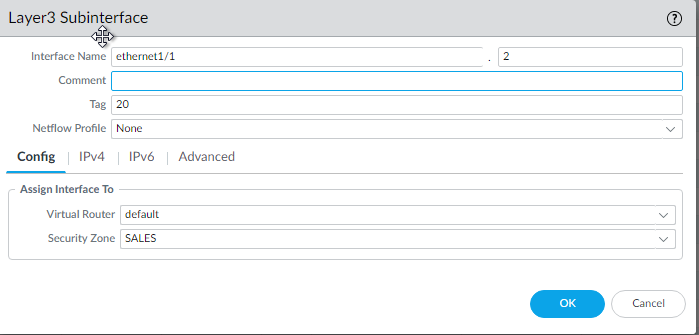 Layer3 Subinterface
Interface Name ethernet1/1 . 2
Comment
Tag 20
Netflow Profile None
Config | IPv4 | IPv6 | Advanced
Assign Interface To
Virtual Router default
Security Zone SALES
OK Cancel